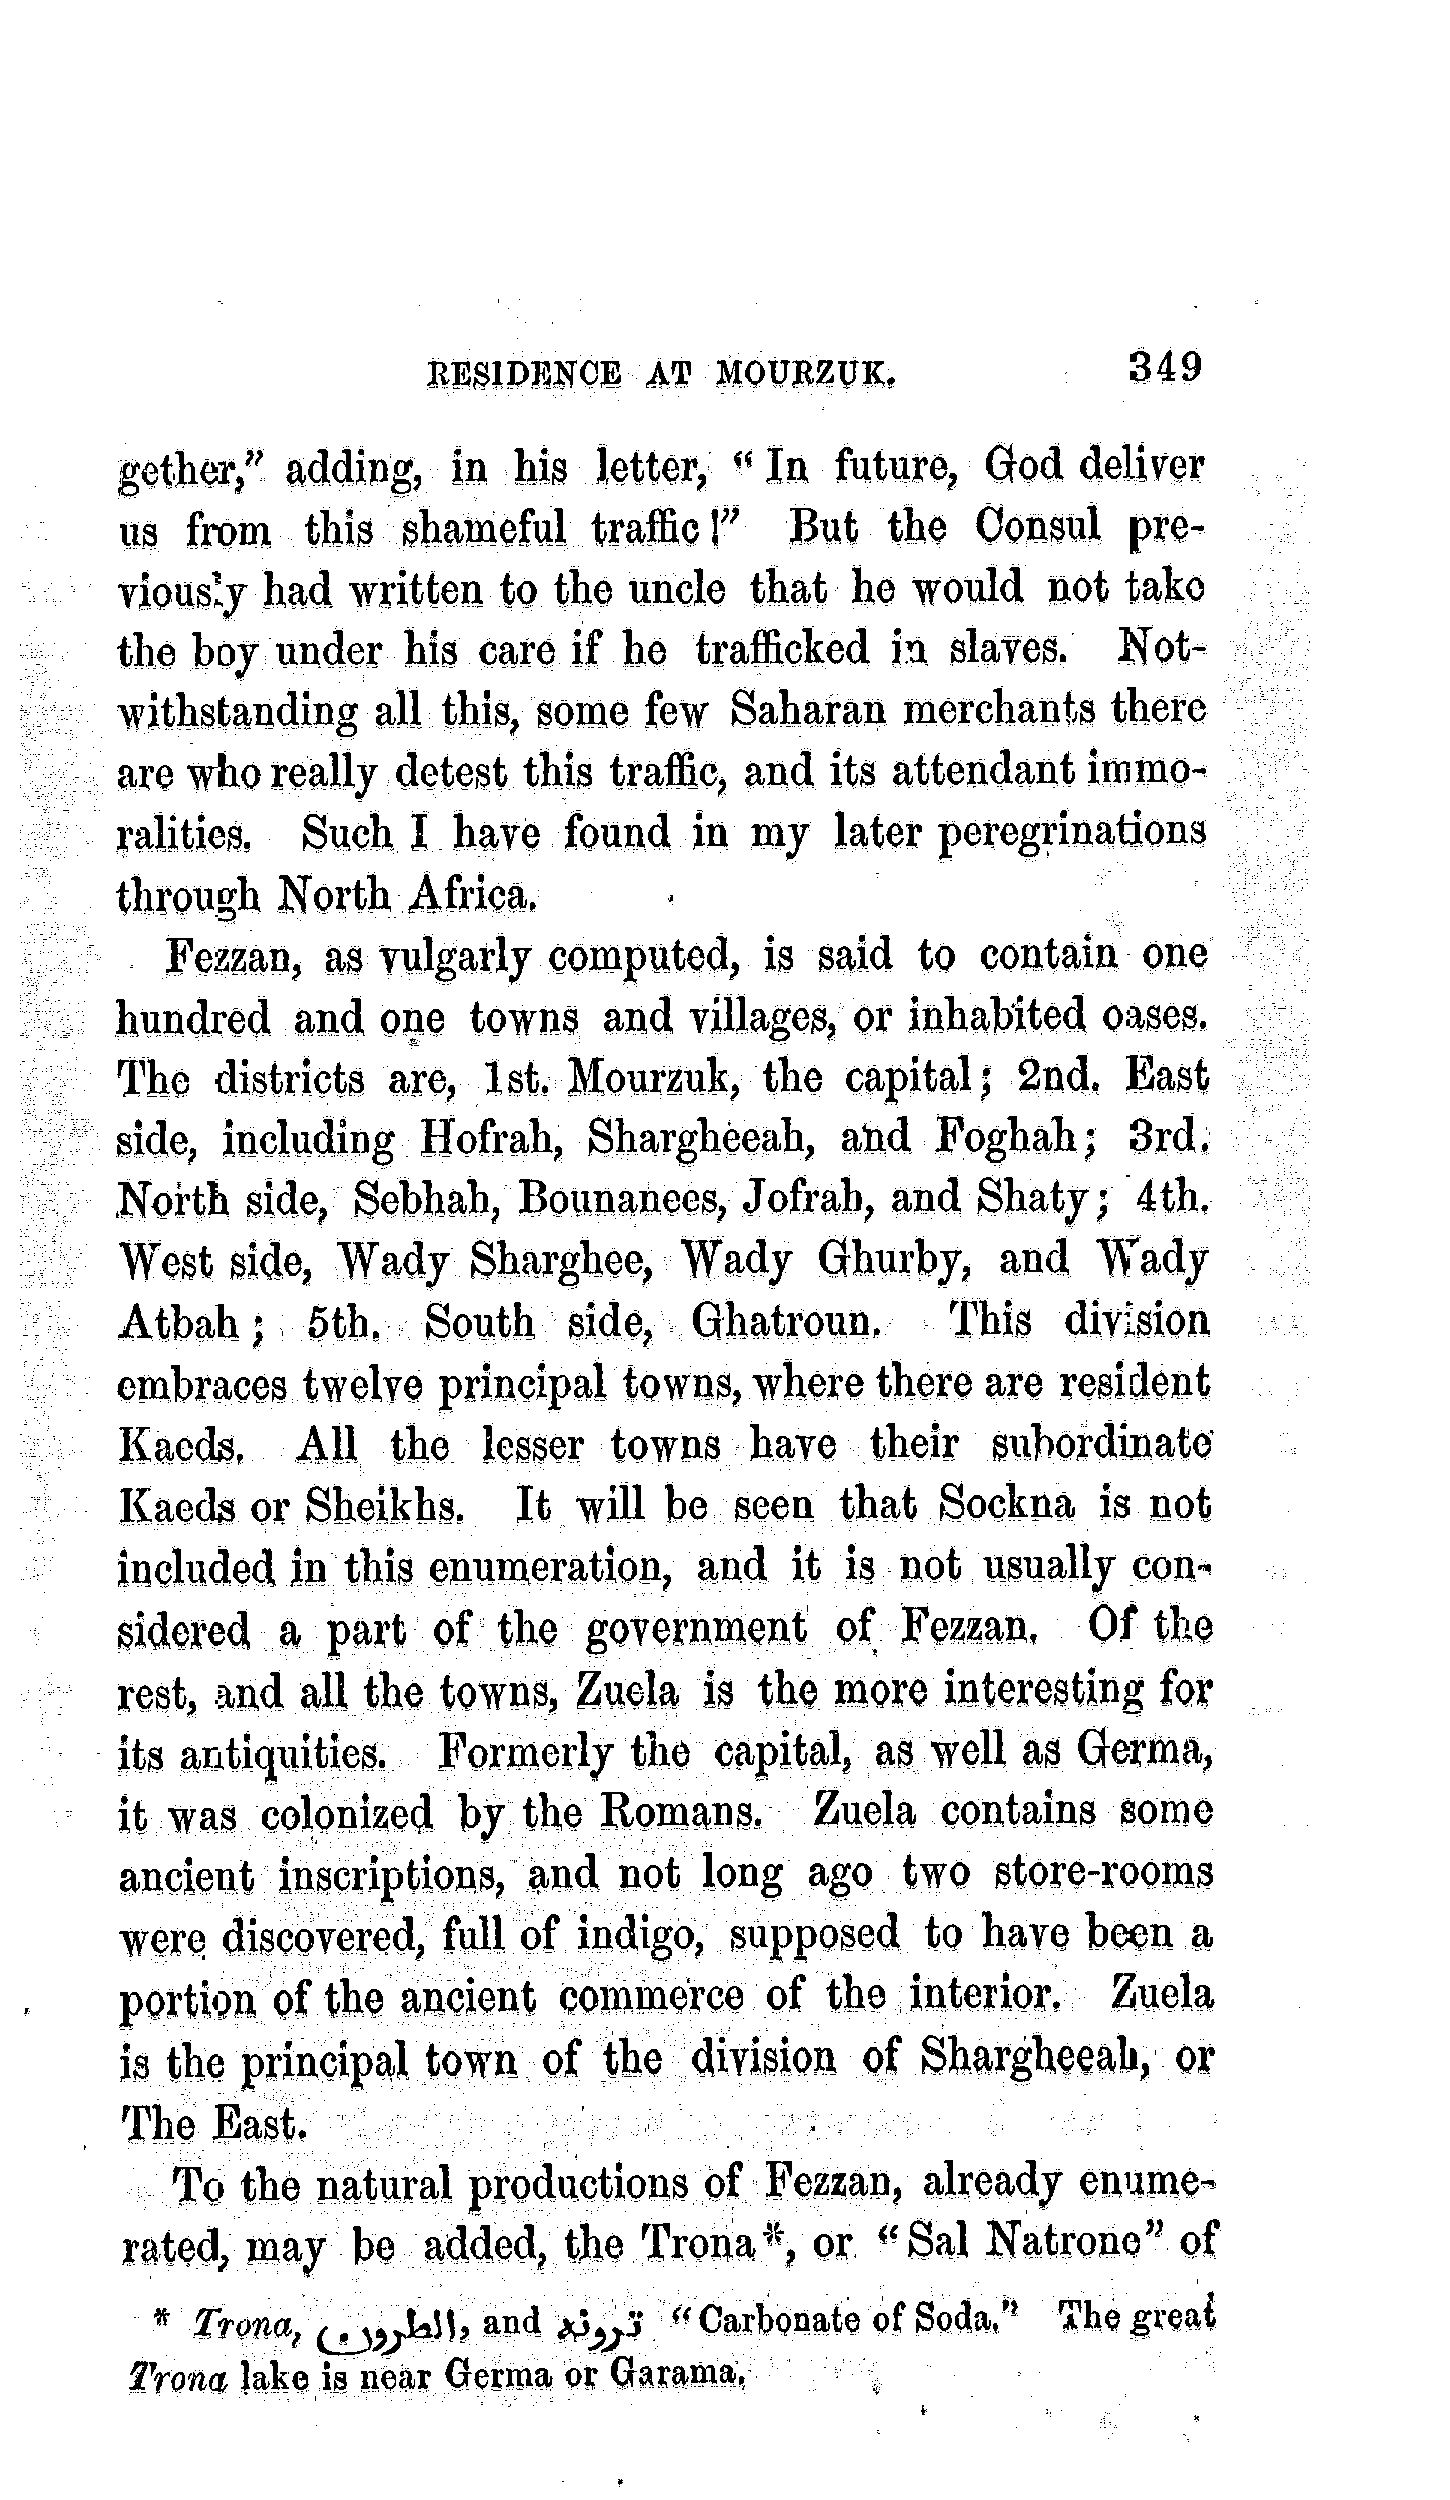 RESIDENCE AT MOURZUK. 349
gether,” adding, in his letter, “In future, God deliver
us from this shameful traffic!” But the Consul pre-
viously had written to the uncle that he would not take
the boy under his care if he trafficked in slaves. Not-
withstanding all this, some few Saharan merchants there
are who really detest this traffic, and its attendant immo-
ralities. Such I have found in my later peregrinations
through North Africa.
Fezzan, as vulgarly computed, is said to contain one
hundred and one towns and villages, or inhabited oases.
The districts are, 1st. Mourzuk, the capital; 2nd. East
side, including Hofrah, Shargheeah, and Foghah; 3rd.
North side, Sebhah, Bounanees, Jofrah, and Shaty; 4th.
West side, Wady Sharghee, Wady Ghurby, and Wady
Atbah; 5th. South side, Ghatroun. This division
embraces twelve principal towns, where there are resident
Kaeds. All the lesser towns have their subordinate
Kaeds or Sheikhs. It will be seen that Sockna is not
included in this enumeration, and it is not usually con-
sidered a part of the government of Fezzan. Of the
rest, and all the towns, Zuela is the more interesting for
its antiquities. Formerly the capital, as well as Germa,
it was colonized by the Romans. Zuela contains some
ancient inscriptions, and not long ago two store-rooms
were discovered, full of indigo, supposed to have been a
portion of the ancient commerce of the interior. Zuela
is the principal town of the division of Shargheeah, or
The East.
To the natural productions of Fezzan, already enume-
rated, may be added, the Trona*, or “Sal Natrone” of
* Trona, الطرون, and ترونه “Carbonate of Soda.” The great
Trona lake is near Germa or Garama.